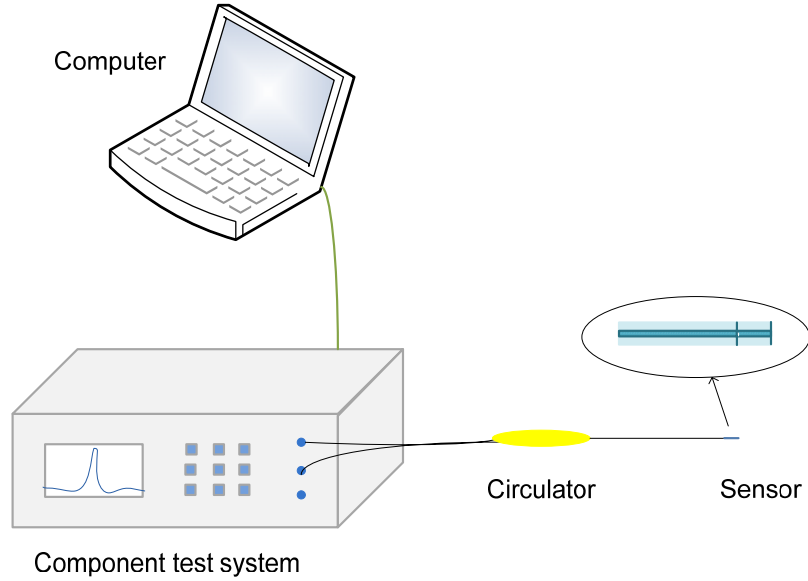 Computer
Circulator
Sensor
Component test system